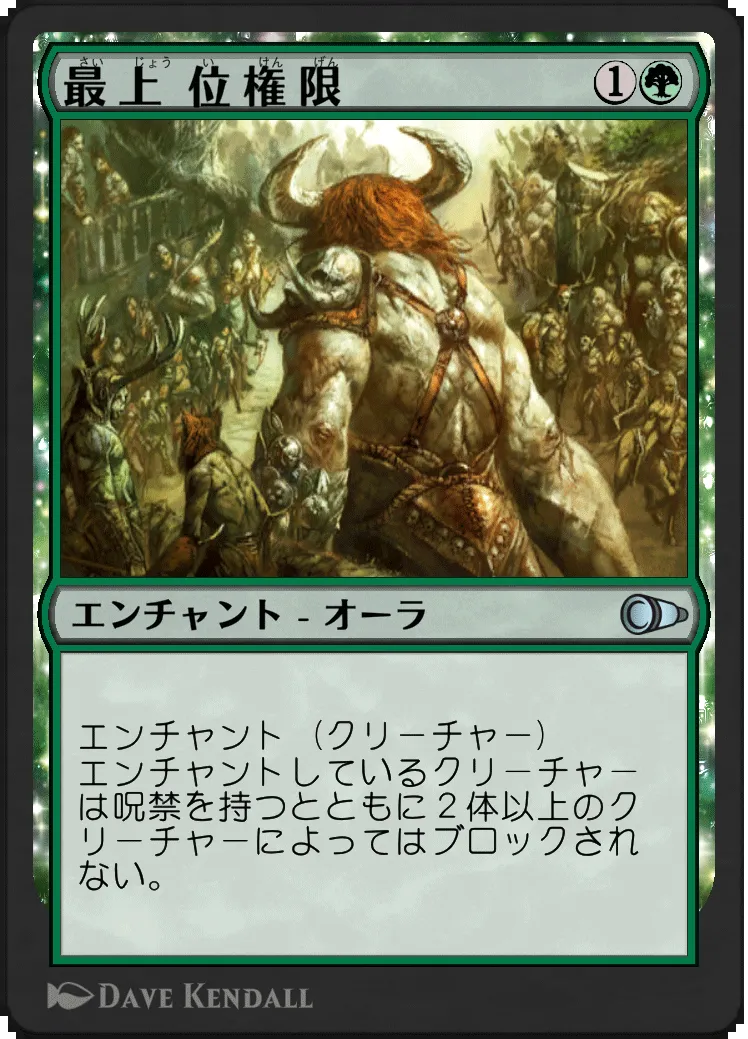 さい じょう い けん げん
最上位権限
1
エンチャント - オーラ
エンチャント（クリーチャー）
エンチャントしているクリーチャー
は呪禁を持つとともに２体以上のク
リーチャーによってはブロックされ
ない。
DAVE KENDALL